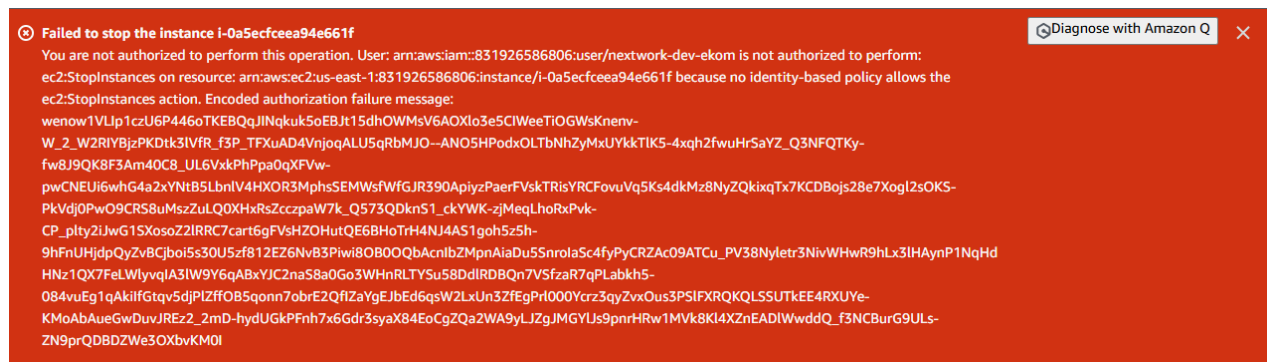 Failed to stop the instance i-0a5ecfceea94e661f
Diagnose with Amazon Q
You are not authorized to perform this operation. User: arn:aws:iam::831926586806:user/nextwork-dev-ekom is not authorized to perform:
ec2:StopInstances on resource: arn:aws:ec2:us-east-1:831926586806:instance/i-0a5ecfceea94e661f because no identity-based policy allows the
ec2:StopInstances action. Encoded authorization failure message:
wenow1VLIp1czU6P446oTKEBQqJINqkuk5oEBJt15dhOWMsV6AOXlo3e5CIWeeTiOGWsKnenv-
W_2_W2RIYBjzPKDtk3lVfR_f3P_TFXuAD4VnjoqALU5qRbMJO--ANO5HPodxOLTbNhZyMxUYkkTlK5-4xqh2fwuHrSaYZ_Q3NFQTKy-
fw8J9QK8F3Am40C8_UL6VxkPhPpa0qXFVw-
pwCNEUi6whG4a2xYNtB5LbnlV4HXOR3MphsSEMWsfWfGJR390ApiyzPaerFVskTRisYRCFovuVq5Ks4dkMz8NyZQkixqTx7KCDBojs28e7Xogl2sOKS-
PkVdj0PwO9CRS8uMszZuLQ0XHxRsZcczpaW7k_Q573QDknS1_ckYWK-zjMeqLhoRxPvk-
CP_plty2iJwG1SXosoZ2lRRC7cart6gFVsHZOHutQE6BHoTrH4NJ4AS1goh5z5h-
9hFnUHjdpQyZvBCjboi5s30U5zf812EZ6NvB3Piwi8OB0OQbAcnIbZMpnAiaDu5SnroIaSc4fyPyCRZAc09ATCu_PV38Nyletr3NivWHwR9hLx3lHAynP1NqHd
HNz1QX7FeLWlyvqIA3lW9Y6qABxYJC2naS8a0Go3WHnRLTYSu58DdlRDBQn7VSfzaR7qPLabkh5-
084vuEg1qAkiIfGtqv5djPlZffOB5qonn7obrE2QfIZaYgEJbEd6qsW2LxUn3ZfEgPrl000Ycrz3qyZvxOus3PSlFXRQKQLSSUTkEE4RXUYe-
KMoAbAueGwDuvJREz2_2mD-hydUGkPFnh7x6Gdr3syaX84EoCgZQa2WA9yLJZgJMGYlJs9pnrHRw1MVk8Kl4XZnEADlWwddQ_f3NCBurG9ULs-
ZN9prQDBDZWe3OXbvKM0I